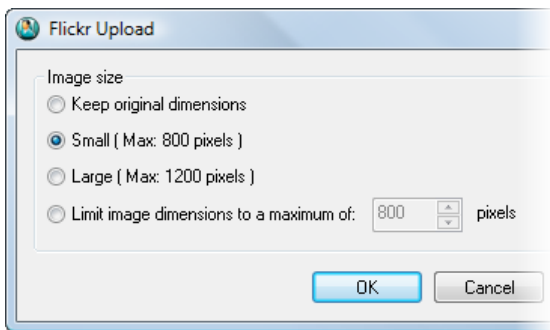 Flickr Upload
Image size
Keep original dimensions
Small ( Max: 800 pixels )
Large ( Max: 1200 pixels )
Limit image dimensions to a maximum of: 800 pixels
OK Cancel